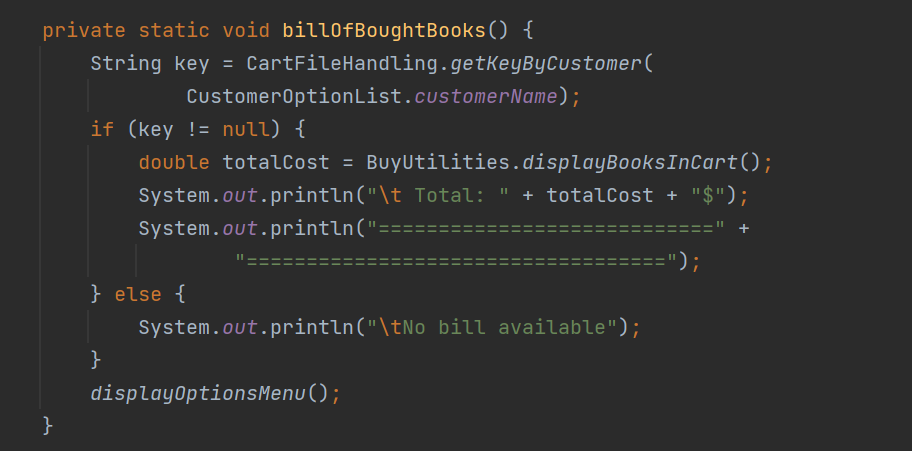 private static void billOfBoughtBooks() {
    String key = CartFileHandling.getKeyByCustomer(
            CustomerOptionList.customerName);
    if (key != null) {
        double totalCost = BuyUtilities.displayBooksInCart();
        System.out.println("\t Total: " + totalCost + "$");
        System.out.println("============================" +
                "===================================");
    } else {
        System.out.println("\tNo bill available");
    }
    displayOptionsMenu();
}